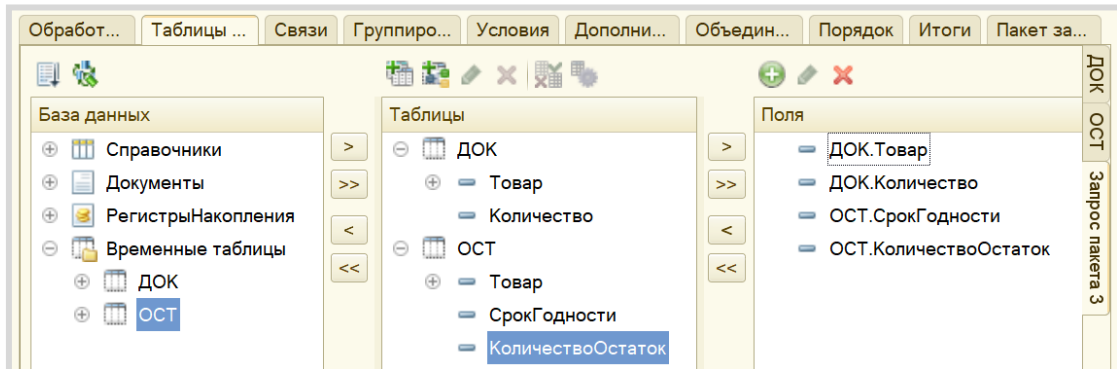 Обработ... Таблицы ... Связи Группиро... Условия Дополни... Объедин... Порядок Итоги Пакет за...
База данных
Справочники
Документы
РегистрыНакопления
Временные таблицы
ДОК
ОСТ
>
>>
<
<<
Таблицы
ДОК
Товар
Количество
ОСТ
Товар
СрокГодности
КоличествоОстаток
>
>>
<
<<
Поля
ДОК.Товар
ДОК.Количество
ОСТ.СрокГодности
ОСТ.КоличествоОстаток
ДОК
ОСТ
Запрос пакета 3